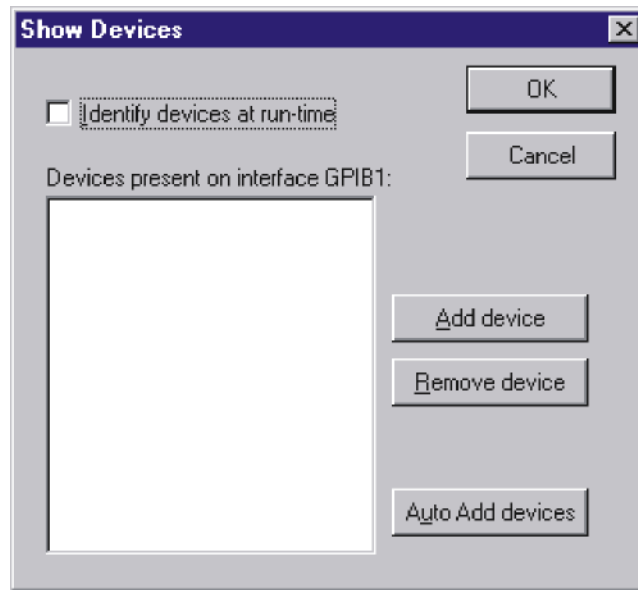 Show Devices
OK
Identify devices at run-time
Cancel
Devices present on interface GPIB1:
Add device
Remove device
Auto Add devices